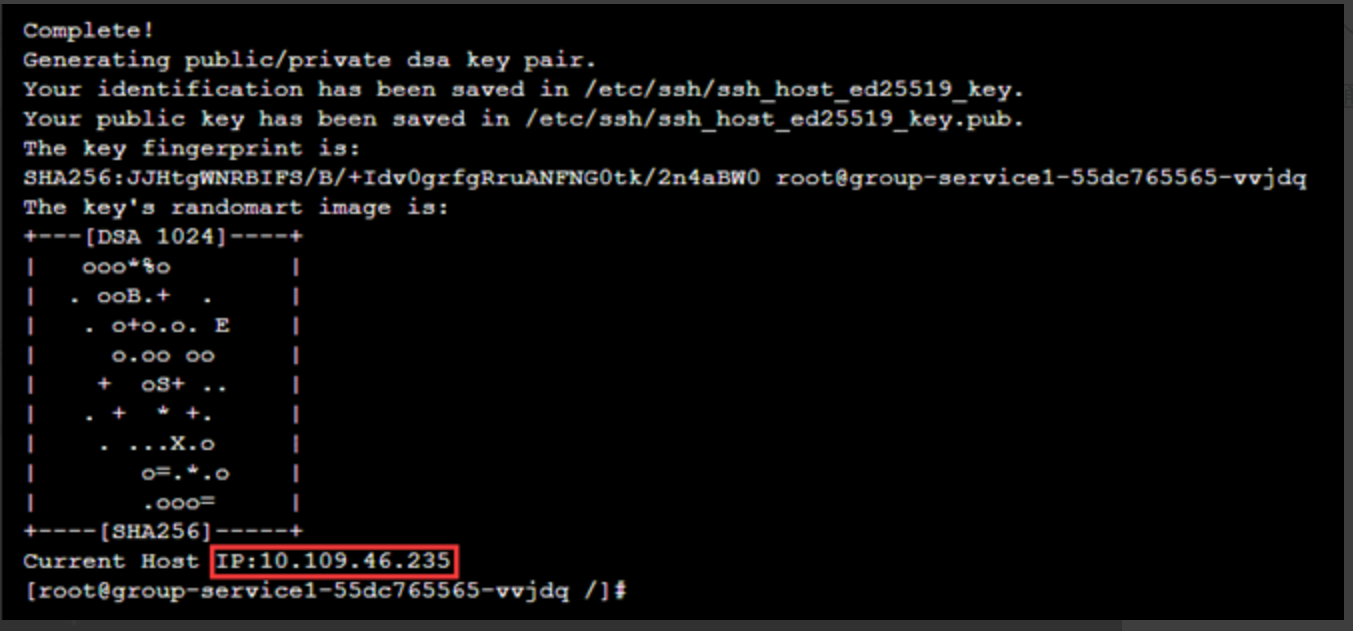 Complete!
Generating public/private dsa key pair.
Your identification has been saved in /etc/ssh/ssh_host_ed25519_key.
Your public key has been saved in /etc/ssh/ssh_host_ed25519_key.pub.
The key fingerprint is:
SHA256:JJHtgWNRBIFS/B/+Idv0grfgRruANFNG0tk/2n4aBW0 root@group-service1-55dc765565-vvjdq
The key's randomart image is:
+---[DSA 1024]----+
|   ooo*%o        |
|  . ooB.+  .     |
|   . o+o.o. E    |
|     o.oo oo     |
|    +  oS+ ..    |
|   . +  * +.     |
|    . ...X.o     |
|       o=.*.o    |
|       .ooo=     |
+----[SHA256]-----+
Current Host IP:10.109.46.235
[root@group-service1-55dc765565-vvjdq /]#